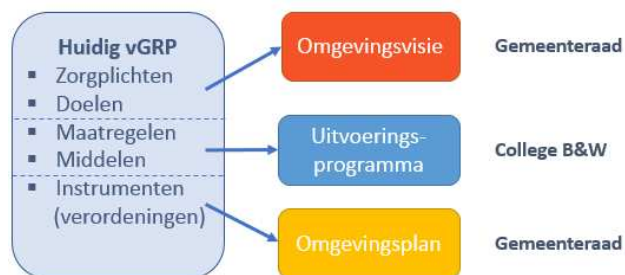 Huidig vGRP
▪ Zorgplichten
▪ Doelen
▪ Maatregelen
▪ Middelen
▪ Instrumenten
(verordeningen)
Omgevingsvisie
Gemeenteraad
Uitvoerings-
programma
College B&W
Omgevingsplan
Gemeenteraad